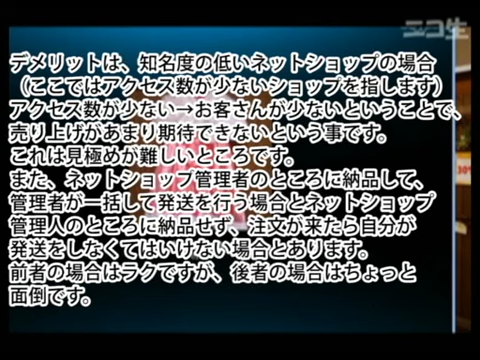 ニコ生
デメリットは、知名度の低いネットショップの場合
（ここではアクセス数が少ないショップを指します）
アクセス数が少ない→お客さんが少ないということで、
売り上げがあまり期待できないという事です。
これは見極めが難しいところです。
また、ネットショップ管理者のところに納品して、
管理者が一括して発送を行う場合とネットショップ
管理人のところに納品せず、注文が来たら自分が
発送をしなくてはいけない場合とあります。
前者の場合はラクですが、後者の場合はちょっと
面倒です。